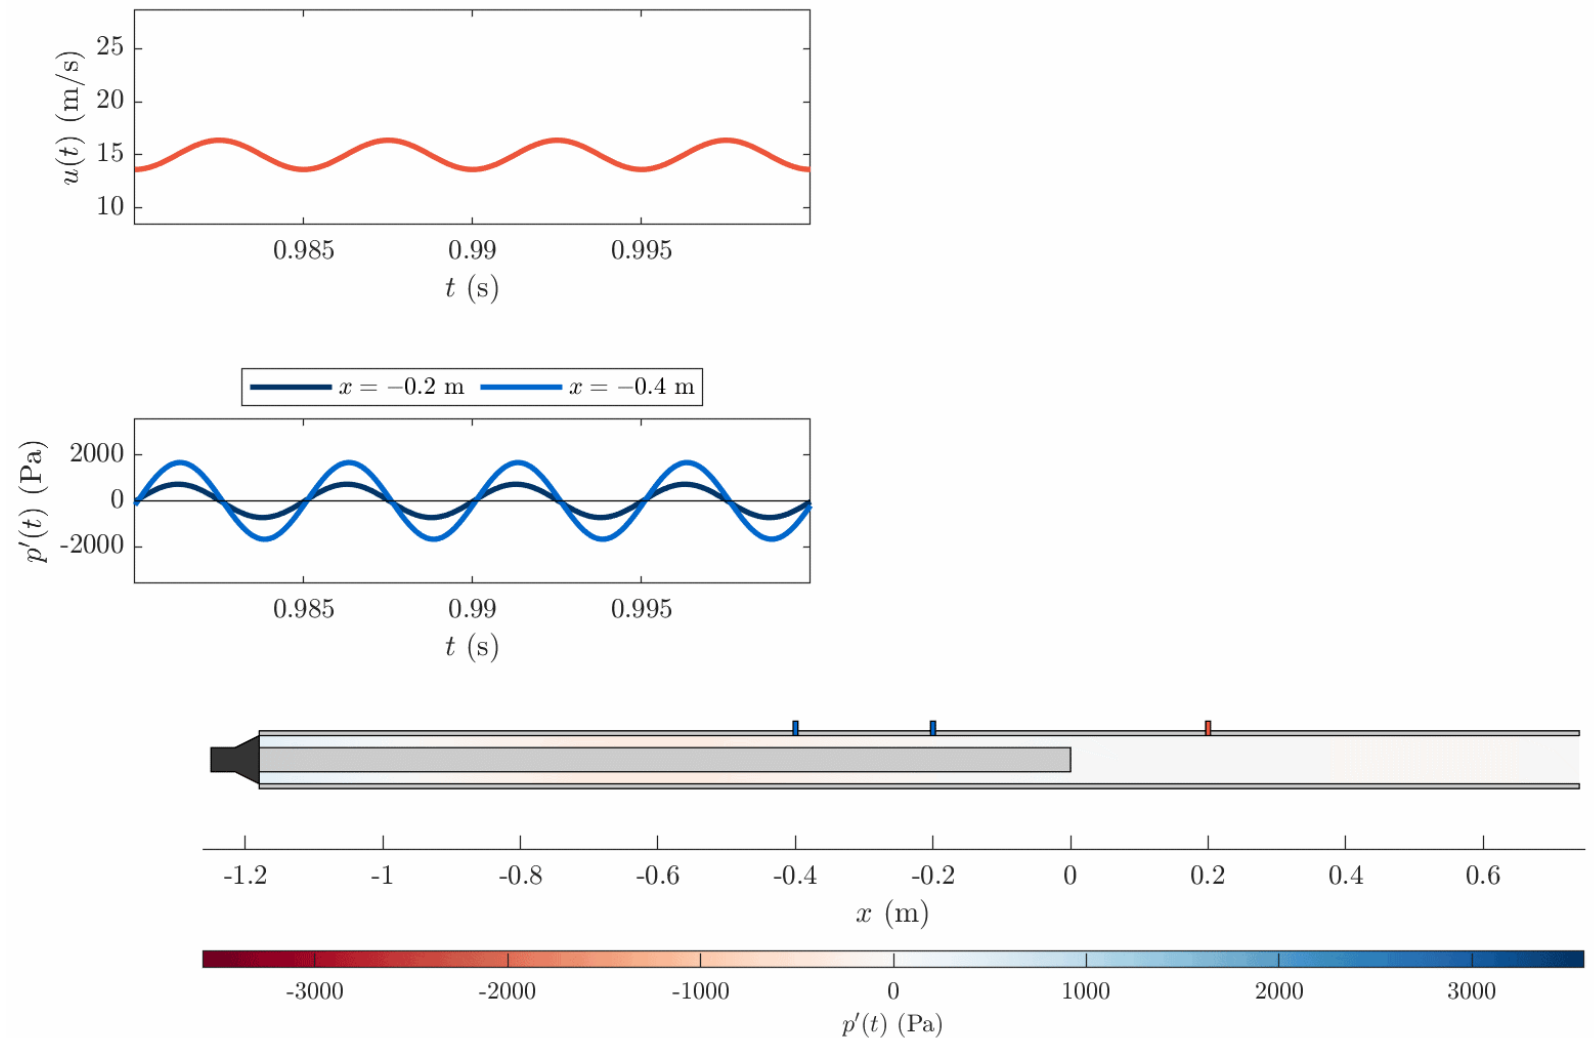 25
20
15
10
u(t) (m/s)
0.985 0.99 0.995
t (s)
x = −0.2 m x = −0.4 m
2000
0
-2000
p′(t) (Pa)
0.985 0.99 0.995
t (s)
-1.2 -1 -0.8 -0.6 -0.4 -0.2 0 0.2 0.4 0.6
x (m)
-3000 -2000 -1000 0 1000 2000 3000
p′(t) (Pa)